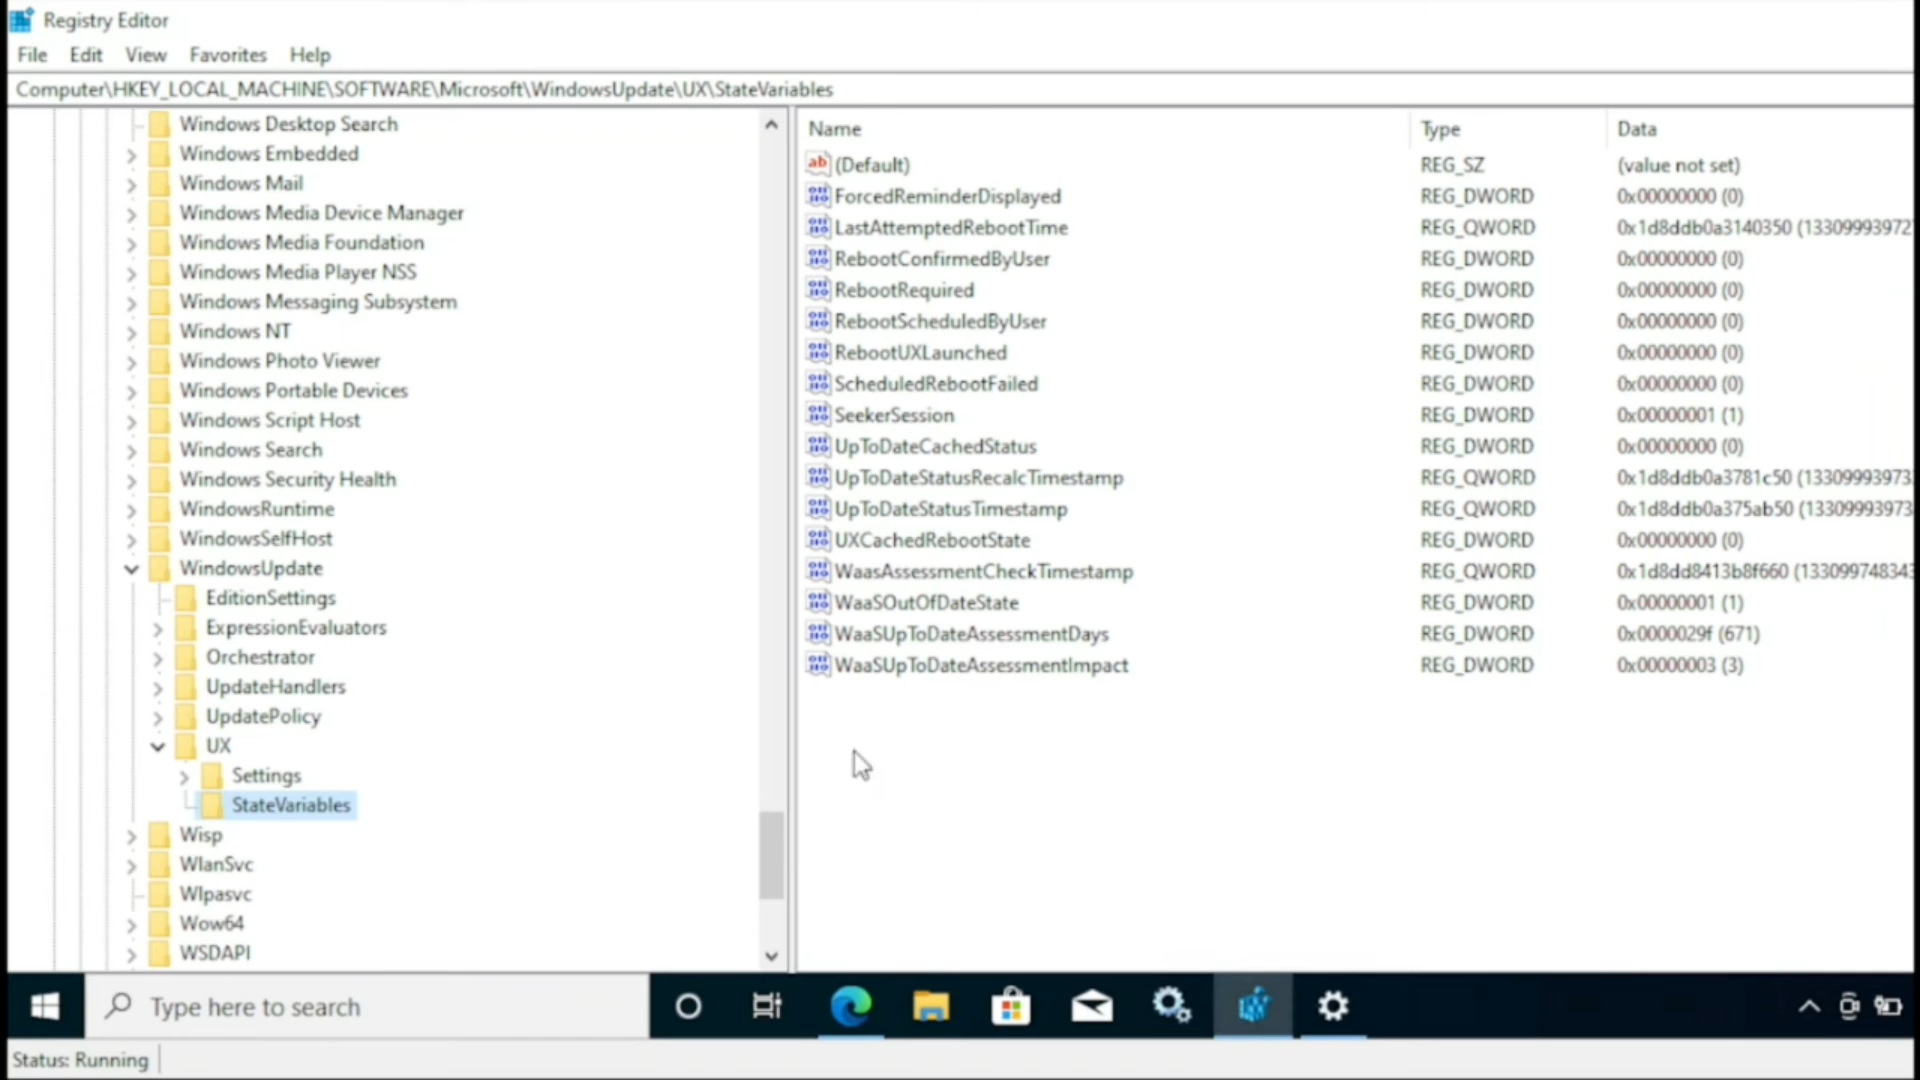 Registry Editor
File Edit View Favorites Help
Computer\HKEY_LOCAL_MACHINE\SOFTWARE\Microsoft\WindowsUpdate\UX\StateVariables
Windows Desktop Search
Windows Embedded
Windows Mail
Windows Media Device Manager
Windows Media Foundation
Windows Media Player NSS
Windows Messaging Subsystem
Windows NT
Windows Photo Viewer
Windows Portable Devices
Windows Script Host
Windows Search
Windows Security Health
WindowsRuntime
WindowsSelfHost
WindowsUpdate
EditionSettings
ExpressionEvaluators
Orchestrator
UpdateHandlers
UpdatePolicy
UX
Settings
StateVariables
Wisp
WlanSvc
Wlpasvc
Wow64
WSDAPI
Name Type Data
(Default) REG_SZ (value not set)
ForcedReminderDisplayed REG_DWORD 0x00000000 (0)
LastAttemptedRebootTime REG_QWORD 0x1d8ddb0a3140350 (13309993972
RebootConfirmedByUser REG_DWORD 0x00000000 (0)
RebootRequired REG_DWORD 0x00000000 (0)
RebootScheduledByUser REG_DWORD 0x00000000 (0)
RebootUXLaunched REG_DWORD 0x00000000 (0)
ScheduledRebootFailed REG_DWORD 0x00000000 (0)
SeekerSession REG_DWORD 0x00000001 (1)
UpToDateCachedStatus REG_DWORD 0x00000000 (0)
UpToDateStatusRecalcTimestamp REG_QWORD 0x1d8ddb0a3781c50 (13309993973
UpToDateStatusTimestamp REG_QWORD 0x1d8ddb0a375ab50 (13309993973
UXCachedRebootState REG_DWORD 0x00000000 (0)
WaasAssessmentCheckTimestamp REG_QWORD 0x1d8dd8413b8f660 (133099748343
WaaSOutOfDateState REG_DWORD 0x00000001 (1)
WaaSUpToDateAssessmentDays REG_DWORD 0x0000029f (671)
WaaSUpToDateAssessmentImpact REG_DWORD 0x00000003 (3)
Type here to search
Status: Running